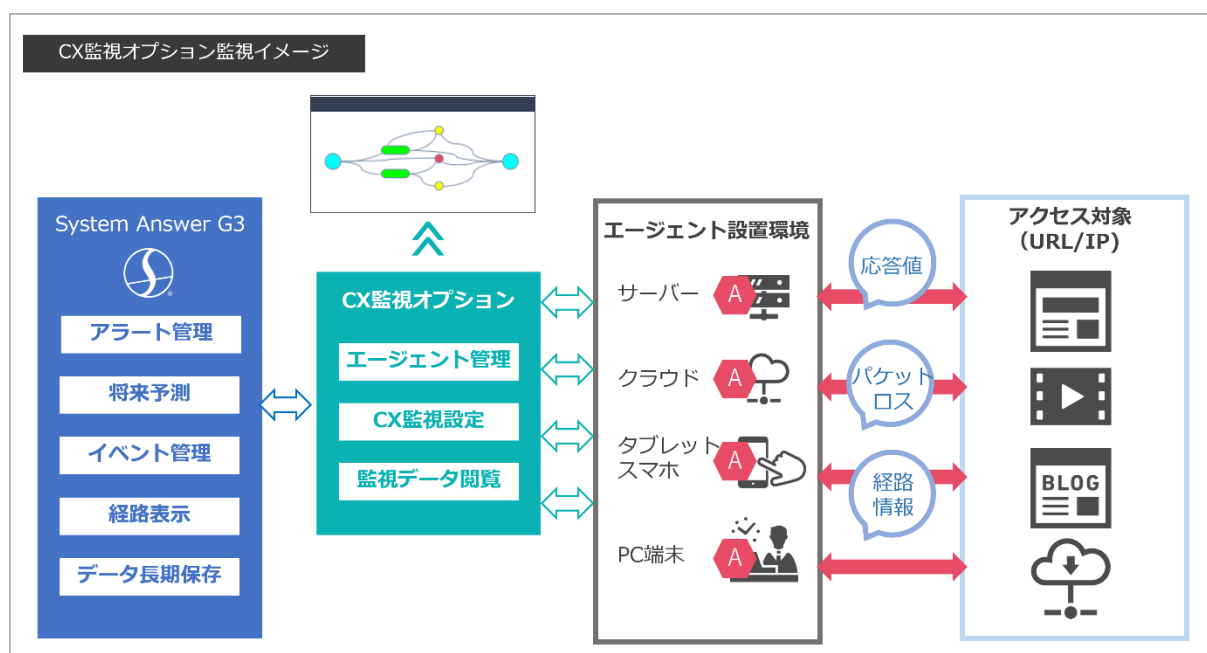 CX監視オプション監視イメージ
System Answer G3
アラート管理
将来予測
イベント管理
経路表示
データ長期保存
CX監視オプション
エージェント管理
CX監視設定
監視データ閲覧
エージェント設置環境
サーバー
A
クラウド
A
タブレット
スマホ
A
PC端末
A
応答値
パケット
ロス
経路
情報
アクセス対象
（URL/IP）
BLOG